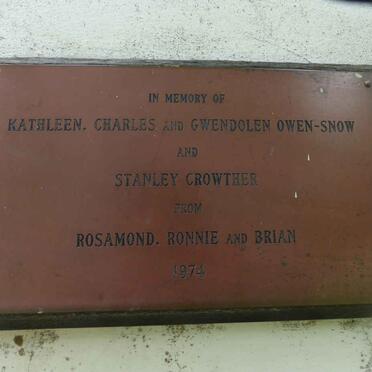 IN MEMORY OF
KATHLEEN, CHARLES AND GWENDOLEN OWEN-SNOW
AND
STANLEY CROWTHER
FROM
ROSAMOND, RONNIE AND BRIAN
1974